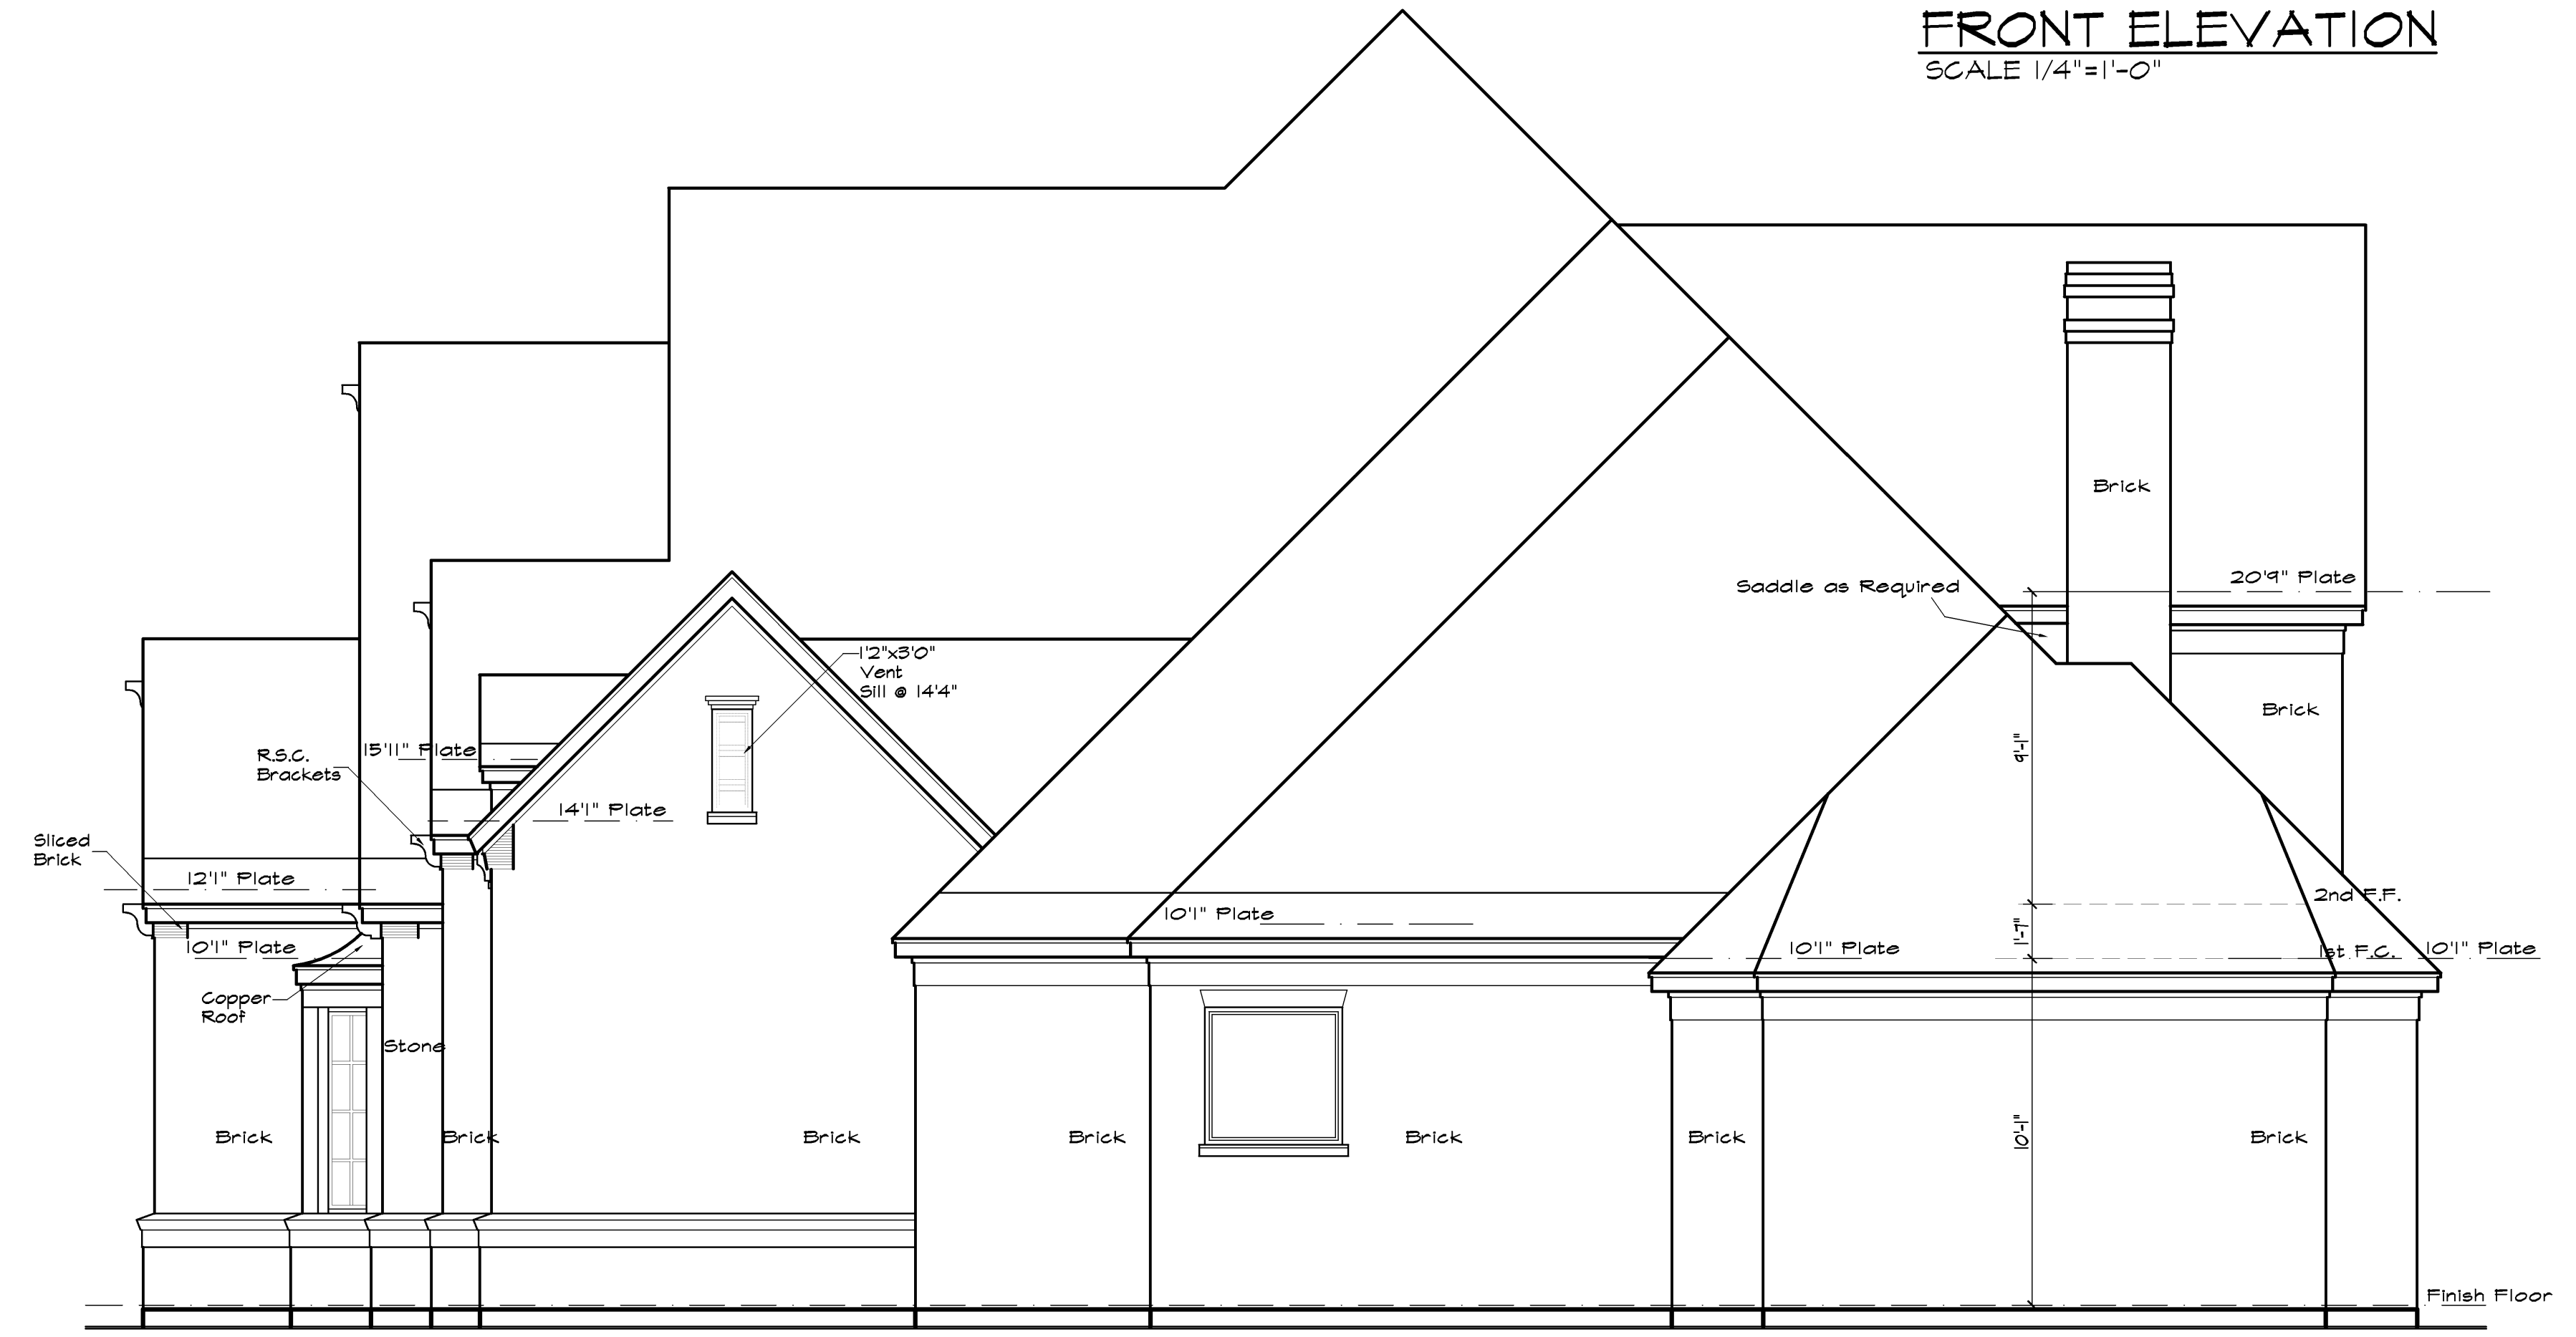 FRONT ELEVATION
SCALE 1/4"=1'-0"
Brick
20'9" Plate
Saddle as Required
1'2"x3'0"
Vent
Sill @ 14'4"
Brick
9'-1"
15'11" Plate
R.S.C.
Brackets
14'1" Plate
Sliced
Brick
12'1" Plate
2nd F.F.
10'1" Plate
1'-7"
10'1" Plate
10'1" Plate
1st F.C.
10'1" Plate
Copper
Roof
Stone
Brick
Brick
Brick
Brick
Brick
Brick
10'-1"
Brick
Finish Floor